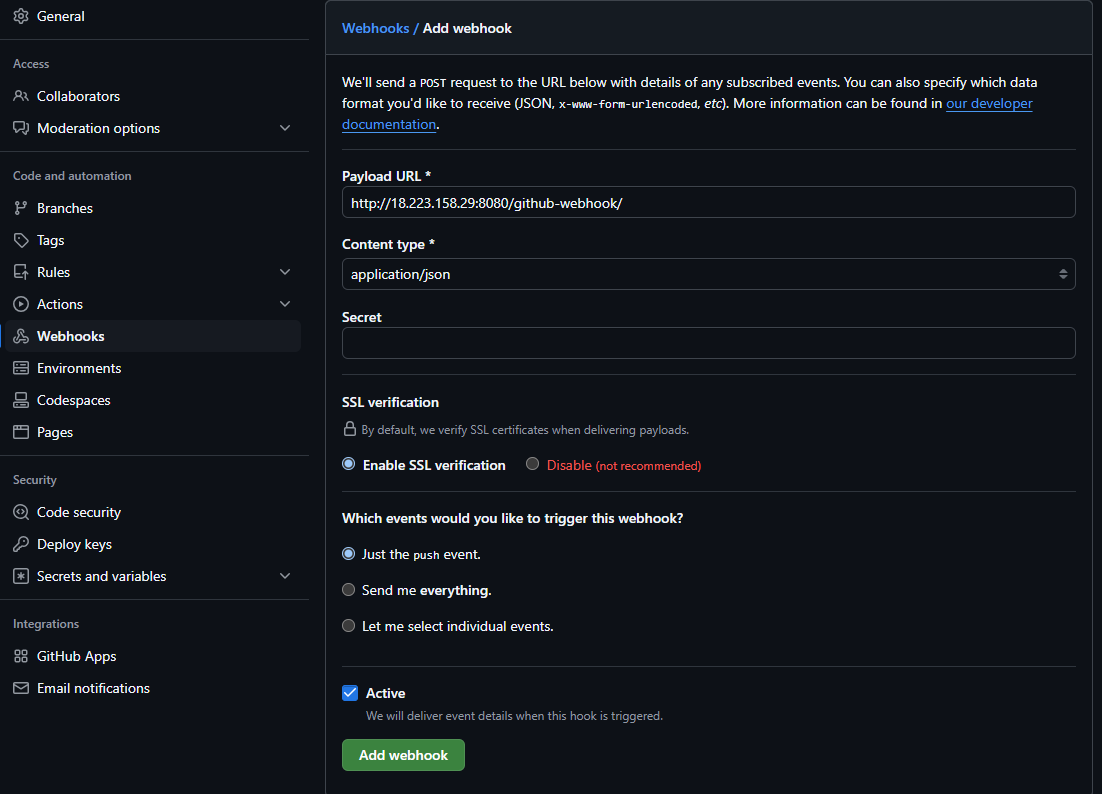 General
Access
Collaborators
Moderation options
Code and automation
Branches
Tags
Rules
Actions
Webhooks
Environments
Codespaces
Pages
Security
Code security
Deploy keys
Secrets and variables
Integrations
GitHub Apps
Email notifications
Webhooks / Add webhook
We'll send a POST request to the URL below with details of any subscribed events. You can also specify which data
format you'd like to receive (JSON, x-www-form-urlencoded, etc). More information can be found in our developer
documentation.
Payload URL *
http://18.223.158.29:8080/github-webhook/
Content type *
application/json
Secret
SSL verification
By default, we verify SSL certificates when delivering payloads.
Enable SSL verification Disable (not recommended)
Which events would you like to trigger this webhook?
Just the push event.
Send me everything.
Let me select individual events.
Active
We will deliver event details when this hook is triggered.
Add webhook